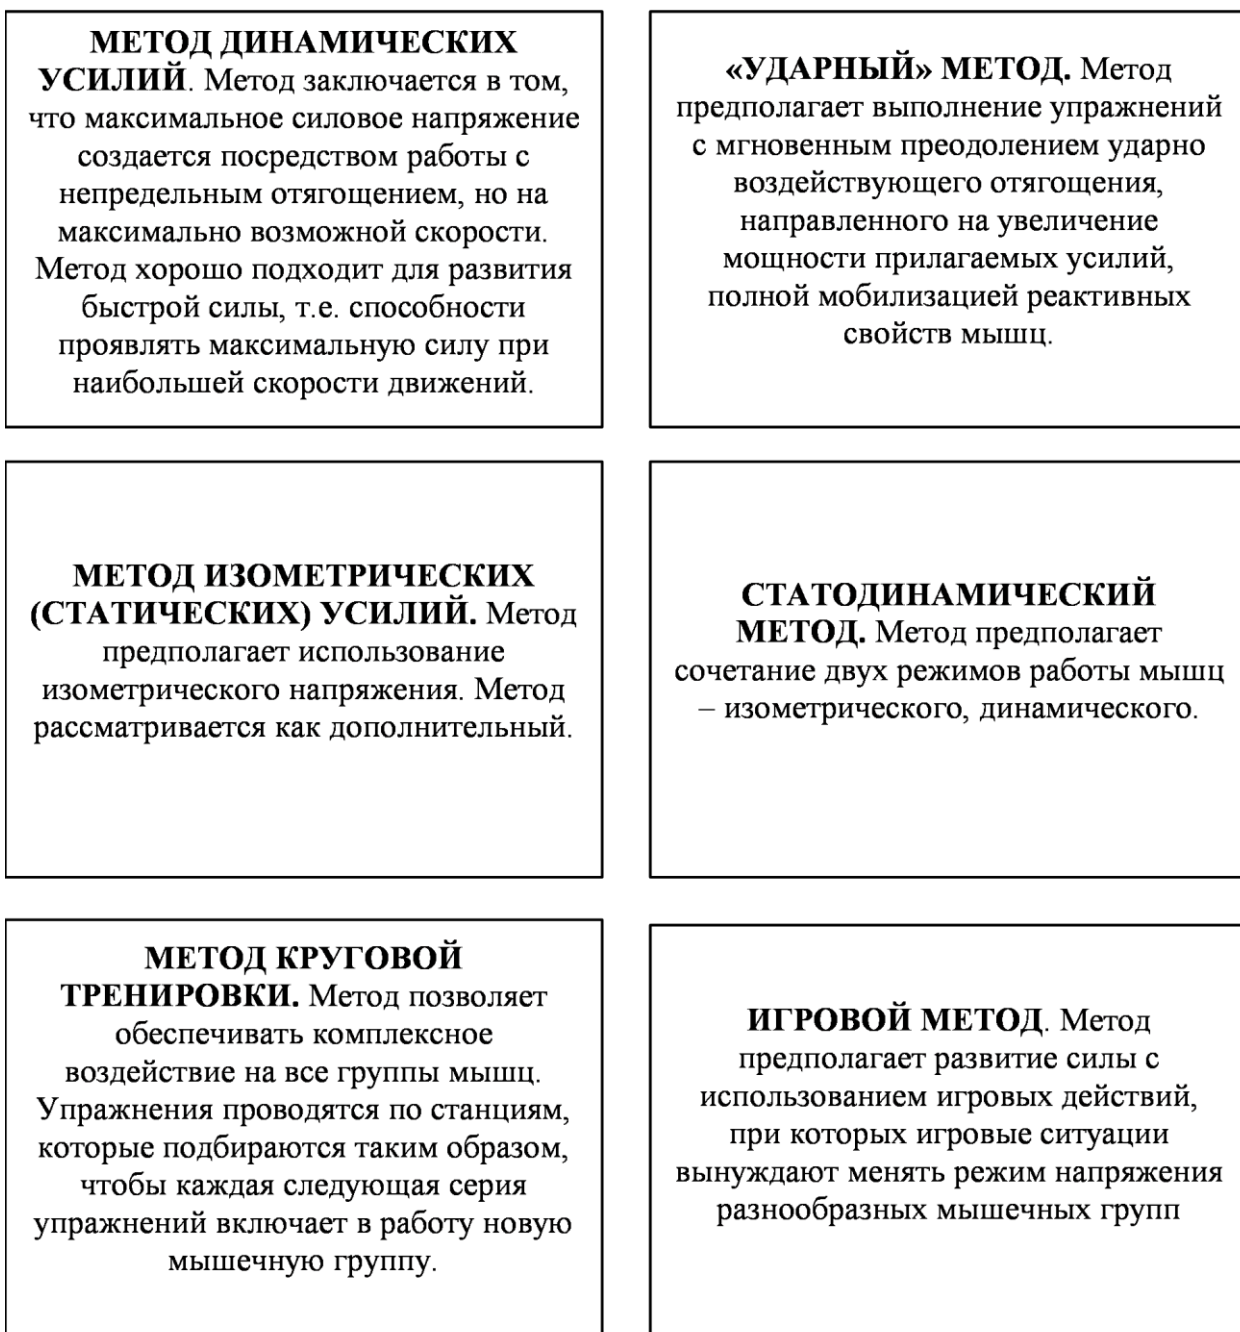 МЕТОД ДИНАМИЧЕСКИХ
УСИЛИЙ. Метод заключается в том,
что максимальное силовое напряжение
создается посредством работы с
непредельным отягощением, но на
максимально возможной скорости.
Метод хорошо подходит для развития
быстрой силы, т.е. способности
проявлять максимальную силу при
наибольшей скорости движений.
«УДАРНЫЙ» МЕТОД. Метод
предполагает выполнение упражнений
с мгновенным преодолением ударно
воздействующего отягощения,
направленного на увеличение
мощности прилагаемых усилий,
полной мобилизацией реактивных
свойств мышц.
МЕТОД ИЗОМЕТРИЧЕСКИХ
(СТАТИЧЕСКИХ) УСИЛИЙ. Метод
предполагает использование
изометрического напряжения. Метод
рассматривается как дополнительный.
СТАТОДИНАМИЧЕСКИЙ
МЕТОД. Метод предполагает
сочетание двух режимов работы мышц
– изометрического, динамического.
МЕТОД КРУГОВОЙ
ТРЕНИРОВКИ. Метод позволяет
обеспечивать комплексное
воздействие на все группы мышц.
Упражнения проводятся по станциям,
которые подбираются таким образом,
чтобы каждая следующая серия
упражнений включает в работу новую
мышечную группу.
ИГРОВОЙ МЕТОД. Метод
предполагает развитие силы с
использованием игровых действий,
при которых игровые ситуации
вынуждают менять режим напряжения
разнообразных мышечных групп